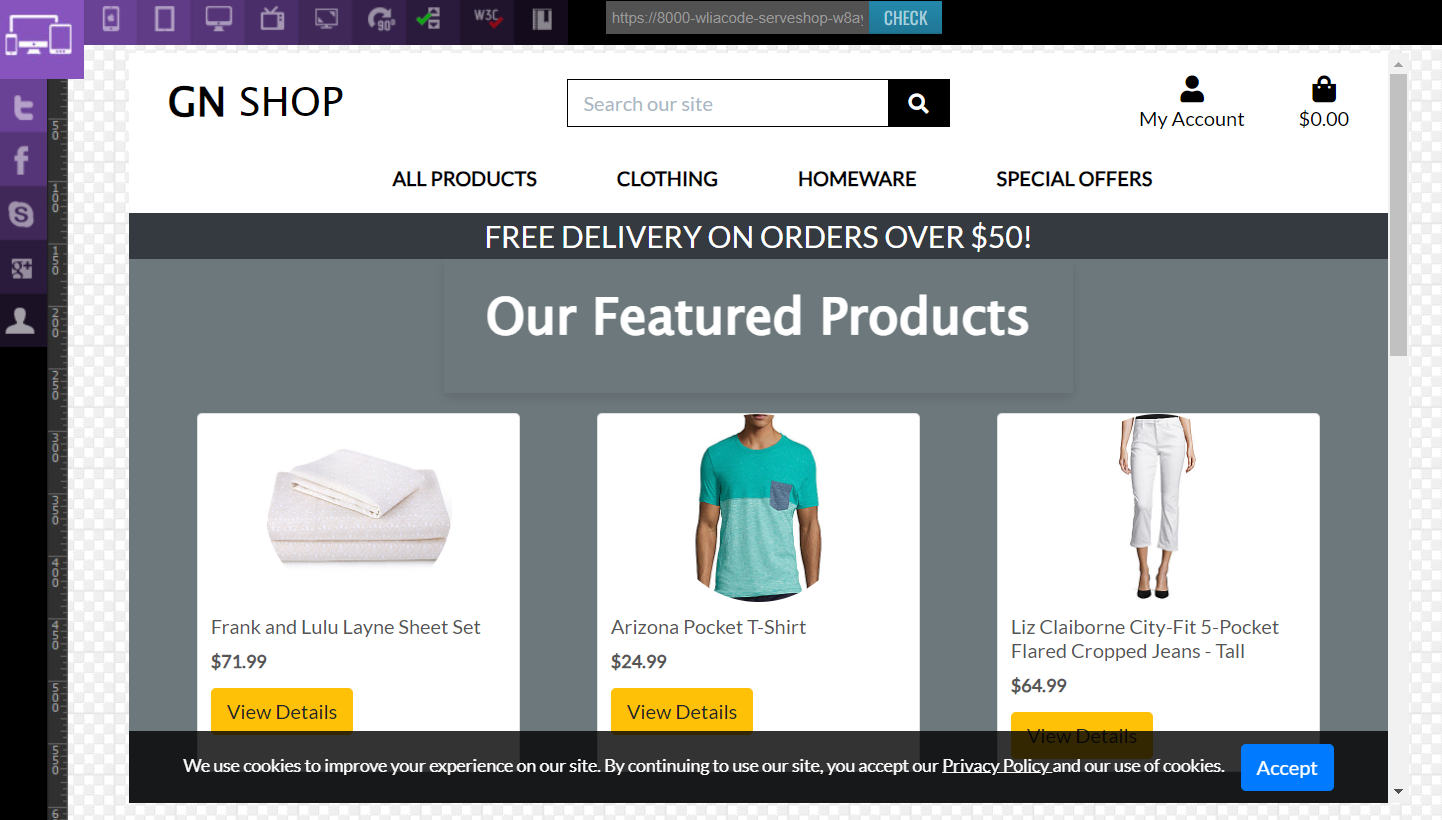 90°
W3C
https://8000-wliacode-serveshop-w8ay
CHECK
GN SHOP
Search our site
My Account
$0.00
ALL PRODUCTS
CLOTHING
HOMEWARE
SPECIAL OFFERS
FREE DELIVERY ON ORDERS OVER $50!
Our Featured Products
Frank and Lulu Layne Sheet Set
$71.99
View Details
Arizona Pocket T-Shirt
$24.99
View Details
Liz Claiborne City-Fit 5-Pocket
Flared Cropped Jeans - Tall
$64.99
View Details
We use cookies to improve your experience on our site. By continuing to use our site, you accept our Privacy Policy and our use of cookies.
Accept
50
100
150
200
250
300
350
400
450
500
550
6